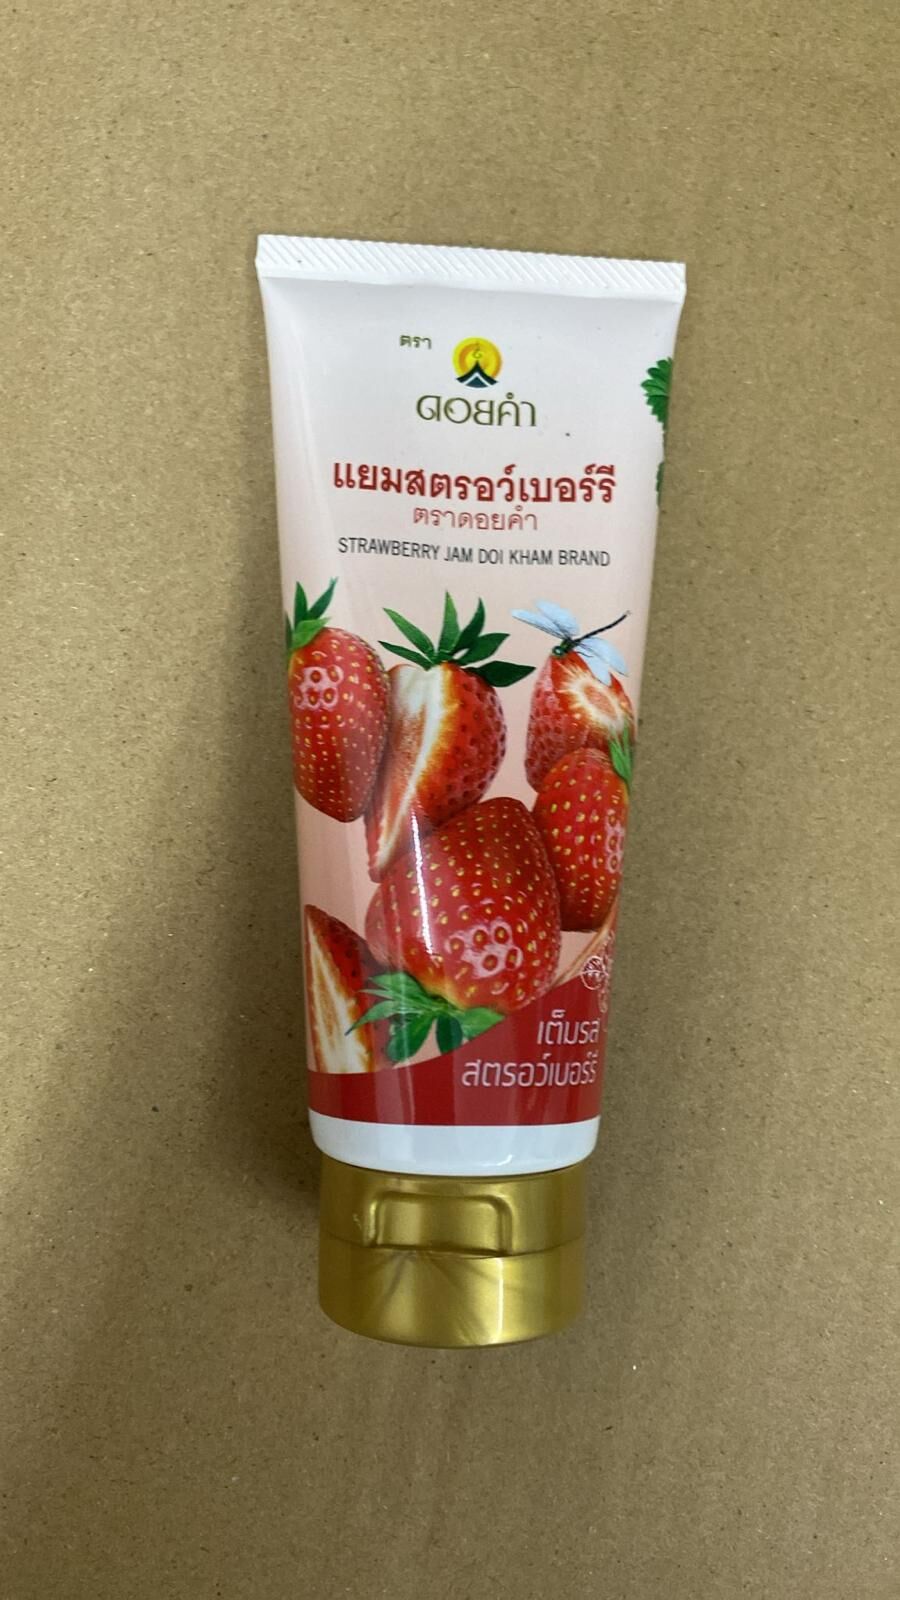 ตรา
ดอยคำ
แยมสตรอว์เบอร์รี
ตราดอยคำ
STRAWBERRY JAM DOI KHAM BRAND
เต็มรส
สตรอว์เบอร์รี